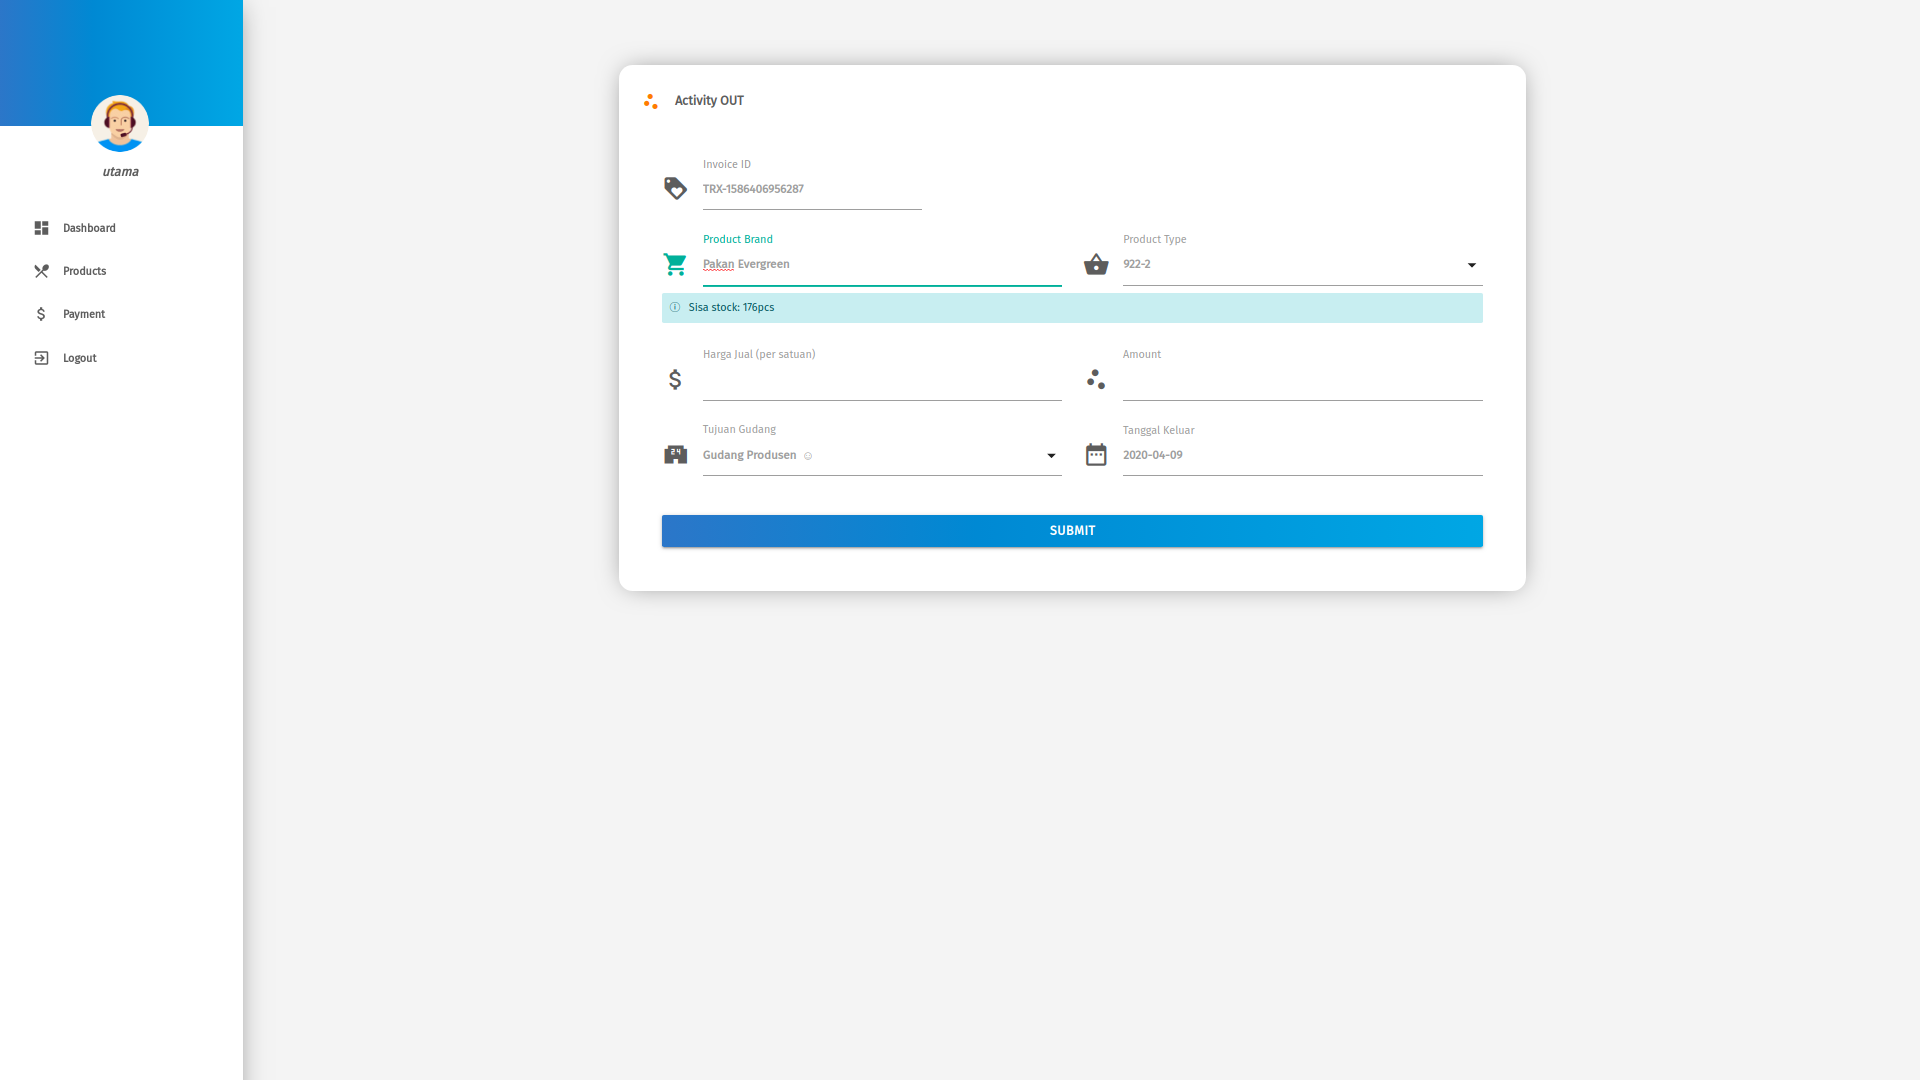 utama
Dashboard
Products
Payment
Logout
Activity OUT
Invoice ID
TRX-1586406956287
Product Brand
Pakan Evergreen
Product Type
922-2
Sisa stock: 176pcs
Harga Jual (per satuan)
Amount
Tujuan Gudang
Gudang Produsen ☺
Tanggal Keluar
2020-04-09
SUBMIT